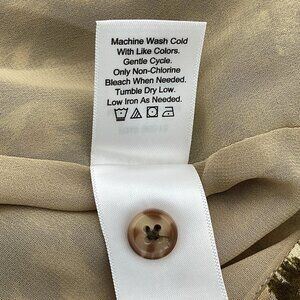 Machine Wash Cold
With Like Colors.
Gentle Cycle.
Only Non-Chlorine
Bleach When Needed.
Tumble Dry Low.
Low Iron As Needed.